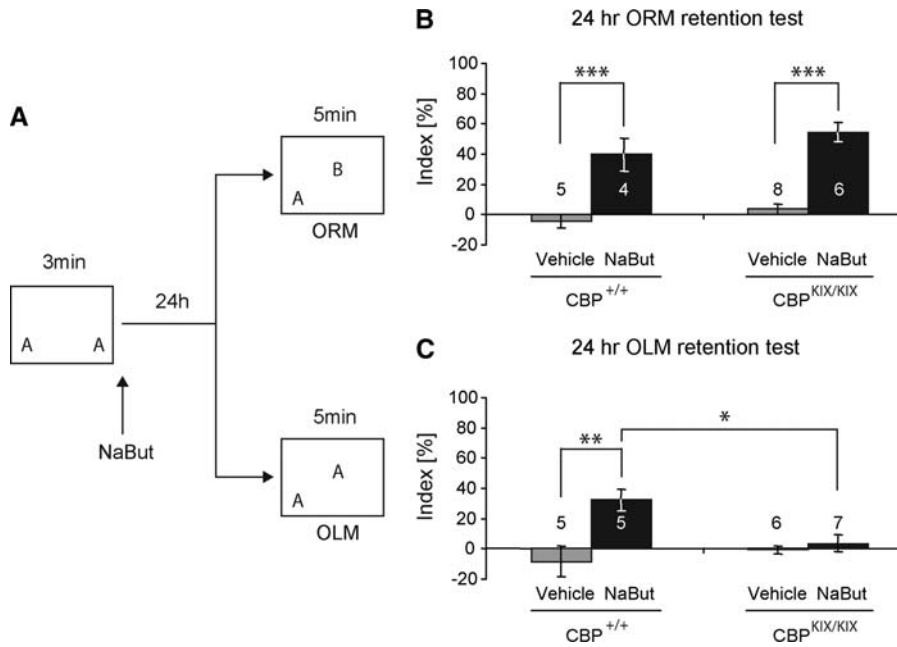 A
3min
A A
24h
NaBut
5min
B
A
ORM
5min
A
A
OLM
B 24 hr ORM retention test
Index [%]
100
80
60
40
20
0
-20
*** ***
5 4 8 6
Vehicle NaBut Vehicle NaBut
CBP+/+ CBPKIX/KIX
C 24 hr OLM retention test
Index [%]
100
80
60
40
20
0
-20
** *
5 5 6 7
Vehicle NaBut Vehicle NaBut
CBP+/+ CBPKIX/KIX